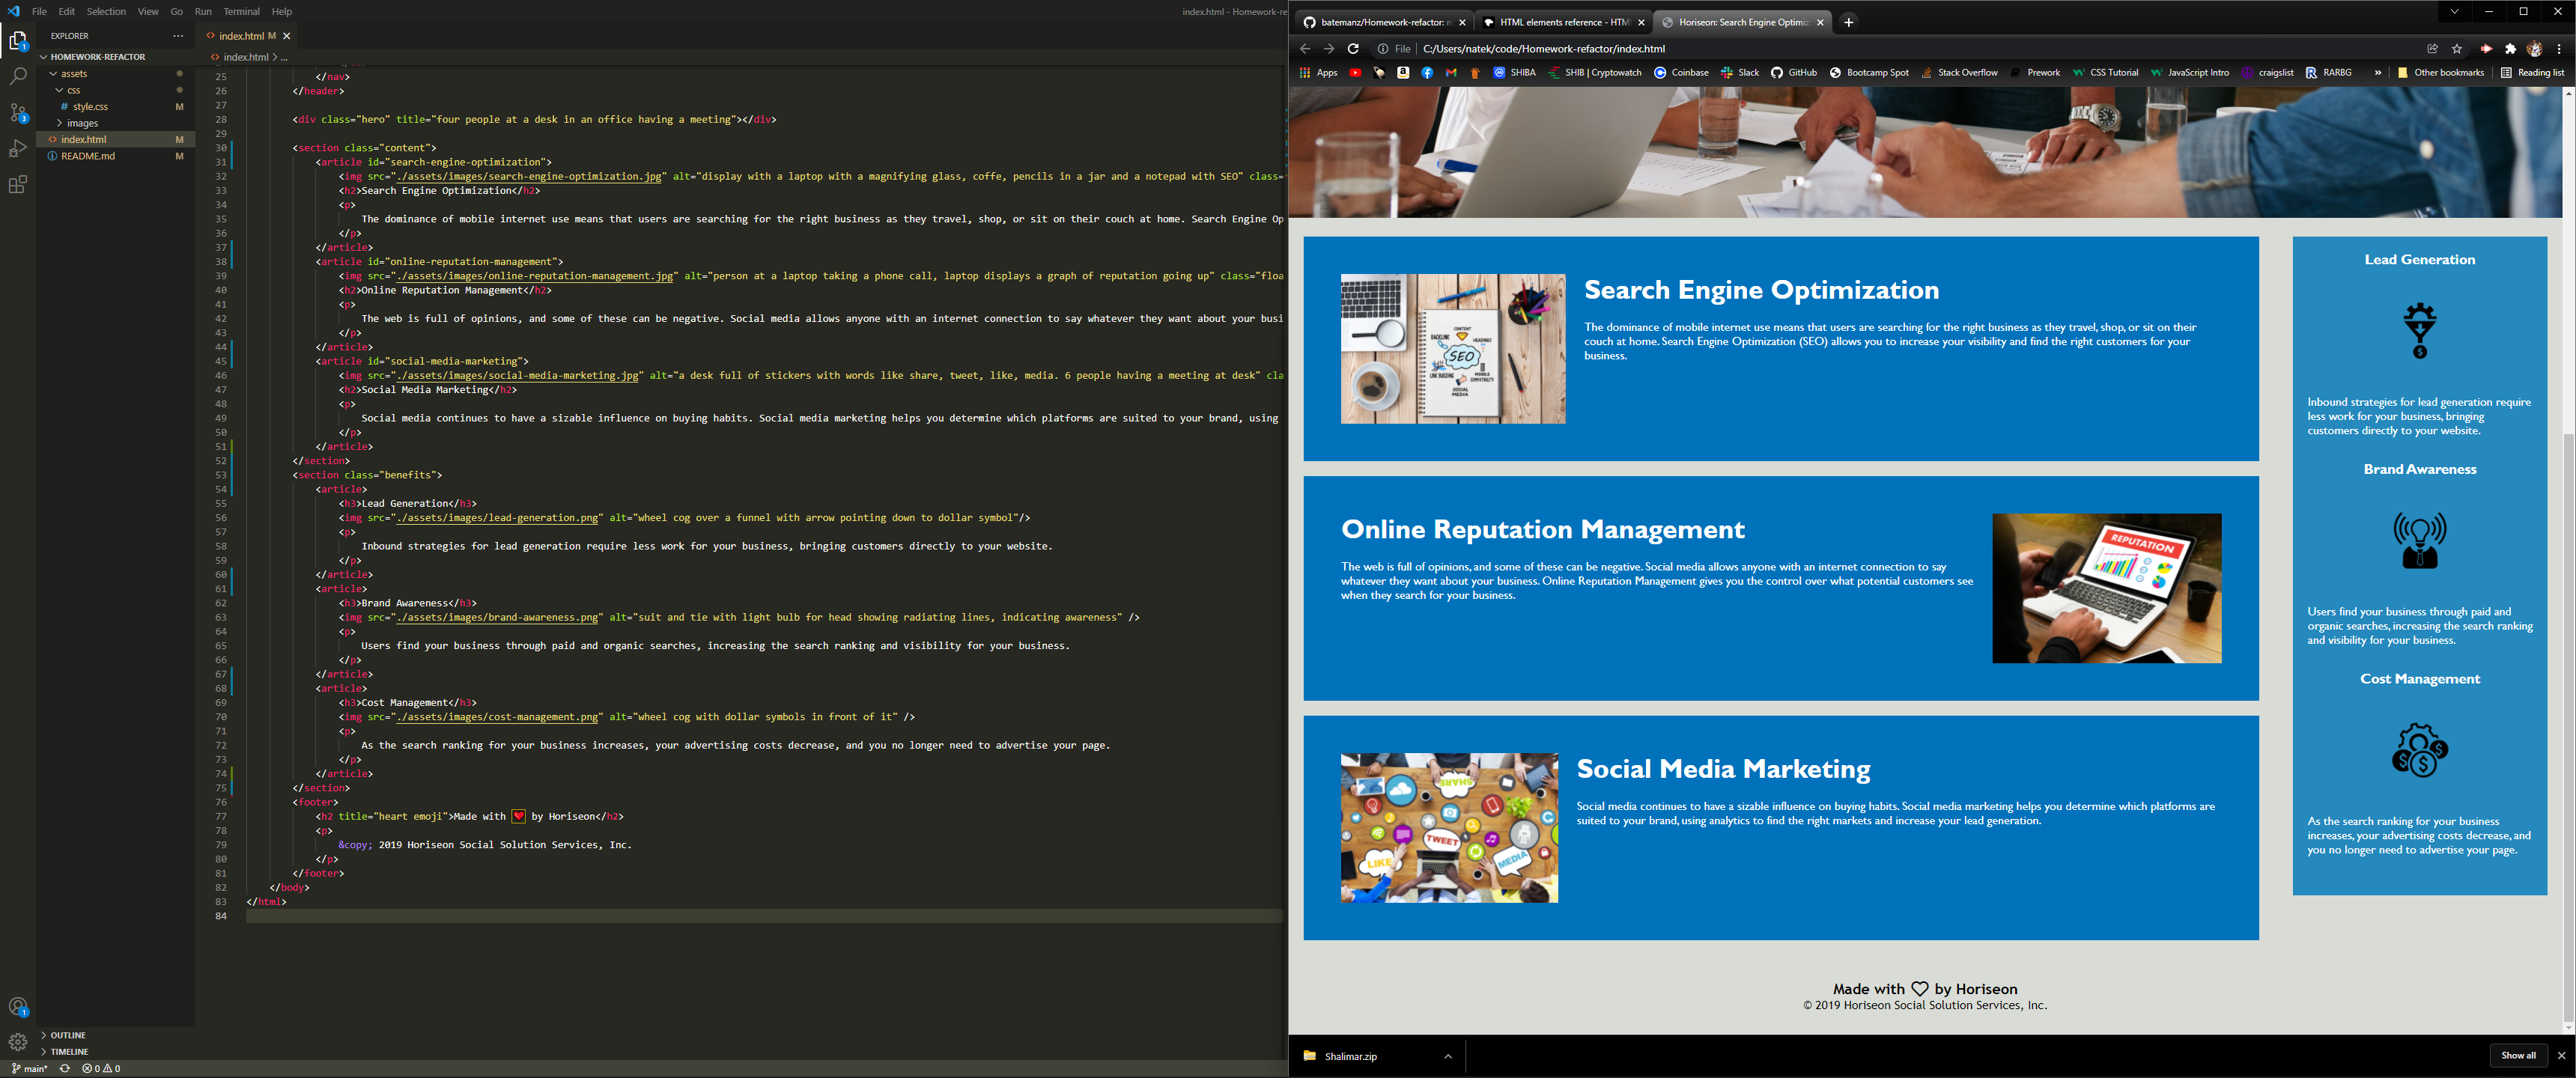 File Edit Selection View Go Run Terminal Help
index.html - Homework-re
EXPLORER
HOMEWORK-REFACTOR
assets
css
style.css M
images
index.html M
README.md M
OUTLINE
TIMELINE
main* 0 0
index.html M
index.html > ...
25 </nav>
26 </header>
27
28 <div class="hero" title="four people at a desk in an office having a meeting"></div>
29
30 <section class="content">
31 <article id="search-engine-optimization">
32 <img src="./assets/images/search-engine-optimization.jpg" alt="display with a laptop with a magnifying glass, coffe, pencils in a jar and a notepad with SEO" class=
33 <h2>Search Engine Optimization</h2>
34 <p>
35 The dominance of mobile internet use means that users are searching for the right business as they travel, shop, or sit on their couch at home. Search Engine Op
36 </p>
37 </article>
38 <article id="online-reputation-management">
39 <img src="./assets/images/online-reputation-management.jpg" alt="person at a laptop taking a phone call, laptop displays a graph of reputation going up" class="floa
40 <h2>Online Reputation Management</h2>
41 <p>
42 The web is full of opinions, and some of these can be negative. Social media allows anyone with an internet connection to say whatever they want about your busi
43 </p>
44 </article>
45 <article id="social-media-marketing">
46 <img src="./assets/images/social-media-marketing.jpg" alt="a desk full of stickers with words like share, tweet, like, media. 6 people having a meeting at desk" cla
47 <h2>Social Media Marketing</h2>
48 <p>
49 Social media continues to have a sizable influence on buying habits. Social media marketing helps you determine which platforms are suited to your brand, using
50 </p>
51 </article>
52 </section>
53 <section class="benefits">
54 <article>
55 <h3>Lead Generation</h3>
56 <img src="./assets/images/lead-generation.png" alt="wheel cog over a funnel with arrow pointing down to dollar symbol"/>
57 <p>
58 Inbound strategies for lead generation require less work for your business, bringing customers directly to your website.
59 </p>
60 </article>
61 <article>
62 <h3>Brand Awareness</h3>
63 <img src="./assets/images/brand-awareness.png" alt="suit and tie with light bulb for head showing radiating lines, indicating awareness" />
64 <p>
65 Users find your business through paid and organic searches, increasing the search ranking and visibility for your business.
66 </p>
67 </article>
68 <article>
69 <h3>Cost Management</h3>
70 <img src="./assets/images/cost-management.png" alt="wheel cog with dollar symbols in front of it" />
71 <p>
72 As the search ranking for your business increases, your advertising costs decrease, and you no longer need to advertise your page.
73 </p>
74 </article>
75 </section>
76 <footer>
77 <h2 title="heart emoji">Made with ❤️ by Horiseon</h2>
78 <p>
79 &copy; 2019 Horiseon Social Solution Services, Inc.
80 </p>
81 </footer>
82 </body>
83 </html>
84
batemanz/Homework-refactor: re
HTML elements reference - HTM
Horiseon: Search Engine Optimiz
File | C:/Users/natek/code/Homework-refactor/index.html
Apps SHIBA SHIB | Cryptowatch Coinbase Slack GitHub Bootcamp Spot Stack Overflow Prework CSS Tutorial JavaScript Intro craigslist RARBG » Other bookmarks Reading list
Search Engine Optimization
The dominance of mobile internet use means that users are searching for the right business as they travel, shop, or sit on their
couch at home. Search Engine Optimization (SEO) allows you to increase your visibility and find the right customers for your
business.
CONTENT
BACKLINK
SEO
LINK BUILDING
MOBILE
SOCIAL
MEDIA
Online Reputation Management
The web is full of opinions, and some of these can be negative. Social media allows anyone with an internet connection to say
whatever they want about your business. Online Reputation Management gives you the control over what potential customers see
when they search for your business.
REPUTATION
Social Media Marketing
Social media continues to have a sizable influence on buying habits. Social media marketing helps you determine which platforms are
suited to your brand, using analytics to find the right markets and increase your lead generation.
SHARE
TWEET
LIKE
MEDIA
Lead Generation
Inbound strategies for lead generation require
less work for your business, bringing
customers directly to your website.
Brand Awareness
Users find your business through paid and
organic searches, increasing the search ranking
and visibility for your business.
Cost Management
As the search ranking for your business
increases, your advertising costs decrease, and
you no longer need to advertise your page.
Made with ♡ by Horiseon
© 2019 Horiseon Social Solution Services, Inc.
Shalimar.zip
Show all